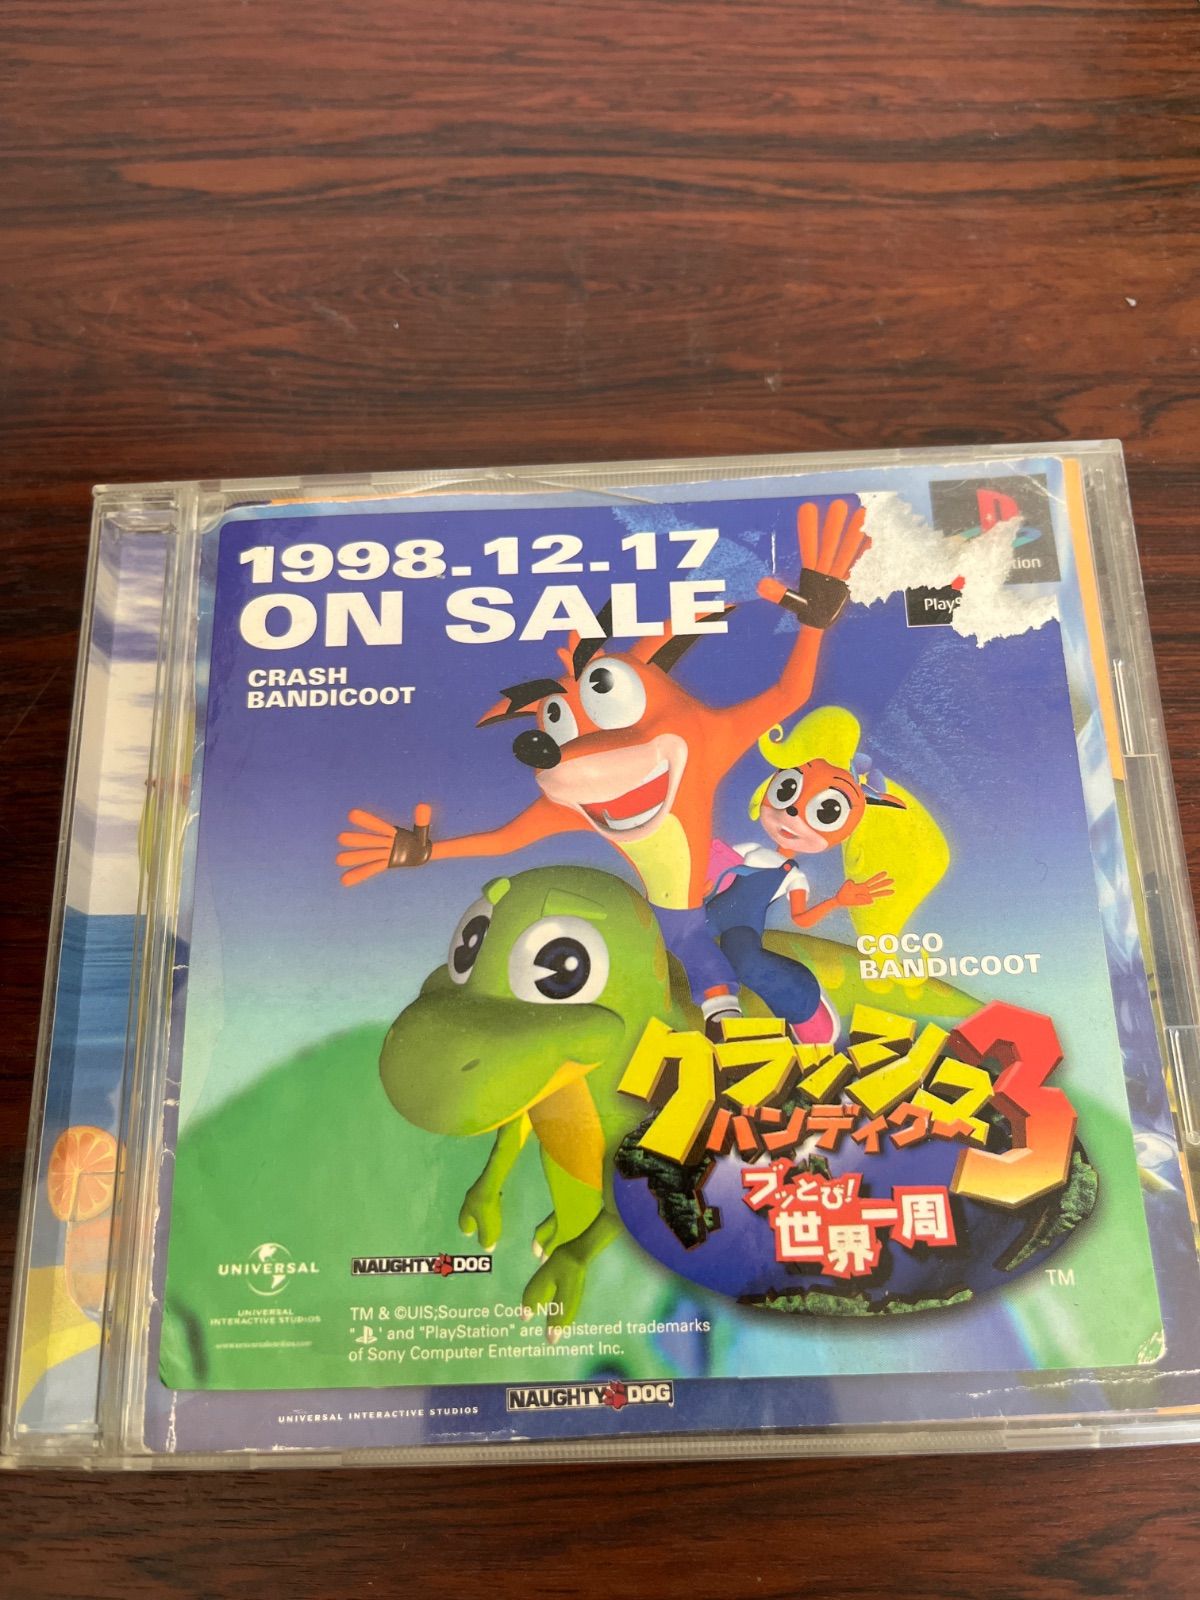 1998.12.17
ON SALE
CRASH
BANDICOOT
PlayS
tion
COCO
BANDICOOT
クラッシュ3
バンディクー
ブッとび!
世界一周
TM
UNIVERSAL
UNIVERSAL
INTERACTIVE STUDIOS
NAUGHTY DOG
TM & ©UIS;Source Code NDI
" " and "PlayStation" are registered trademarks
of Sony Computer Entertainment Inc.
UNIVERSAL INTERACTIVE STUDIOS
NAUGHTY DOG